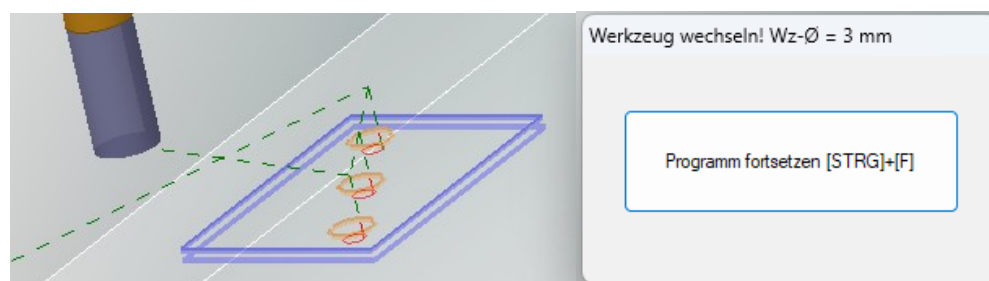 Werkzeug wechseln! Wz-Ø = 3 mm
Programm fortsetzen [STRG]+[F]